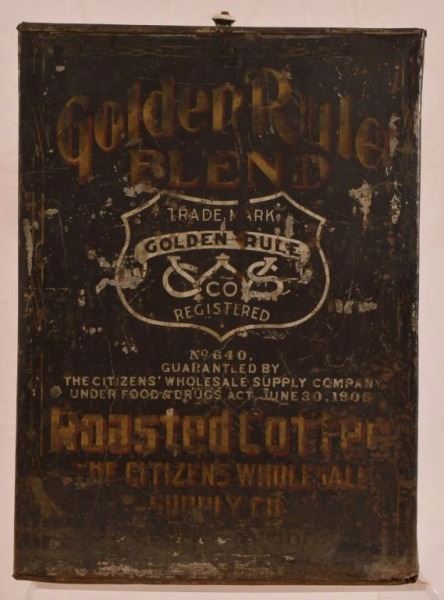 Golden Rule
BLEND
TRADE MARK
GOLDEN RULE
CWS
CO
REGISTERED
No 640.
GUARANTEED BY
THE CITIZENS' WHOLESALE SUPPLY COMPANY
UNDER FOOD & DRUGS ACT, JUNE 30, 1906
Roasted Coffee
THE CITIZENS WHOLESALE
SUPPLY CO